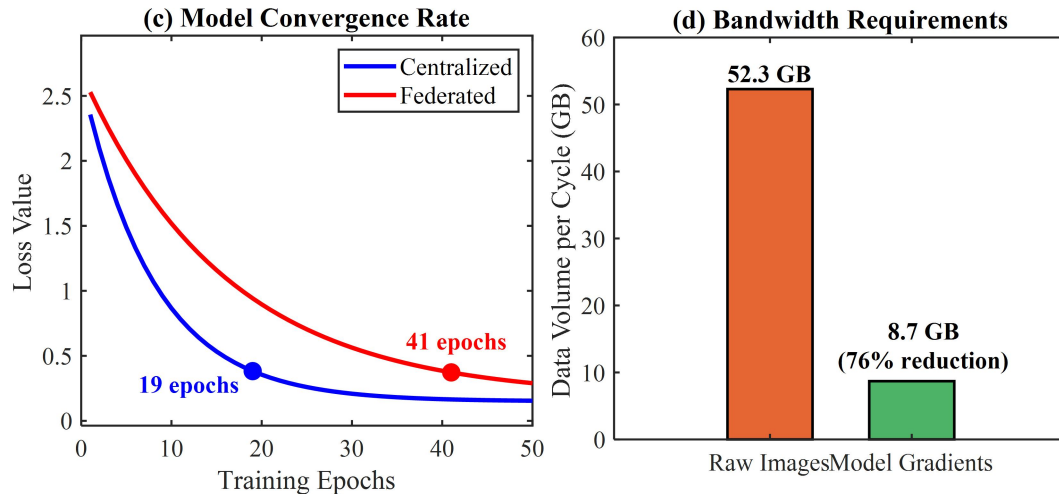 (c) Model Convergence Rate
Centralized
Federated
2.5
2
1.5
1
0.5
0
Loss Value
19 epochs
41 epochs
0
10
20
30
40
50
Training Epochs
(d) Bandwidth Requirements
60
50
40
30
20
10
0
Data Volume per Cycle (GB)
52.3 GB
8.7 GB
(76% reduction)
Raw Images
Model Gradients